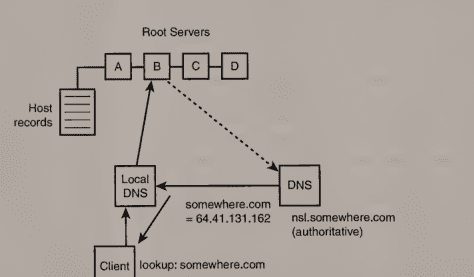 Root Servers
A B C D
Host
records
Local
DNS
DNS
somewhere.com
= 64.41.131.162
nsl.somewhere.com
(authoritative)
Client
lookup: somewhere.com